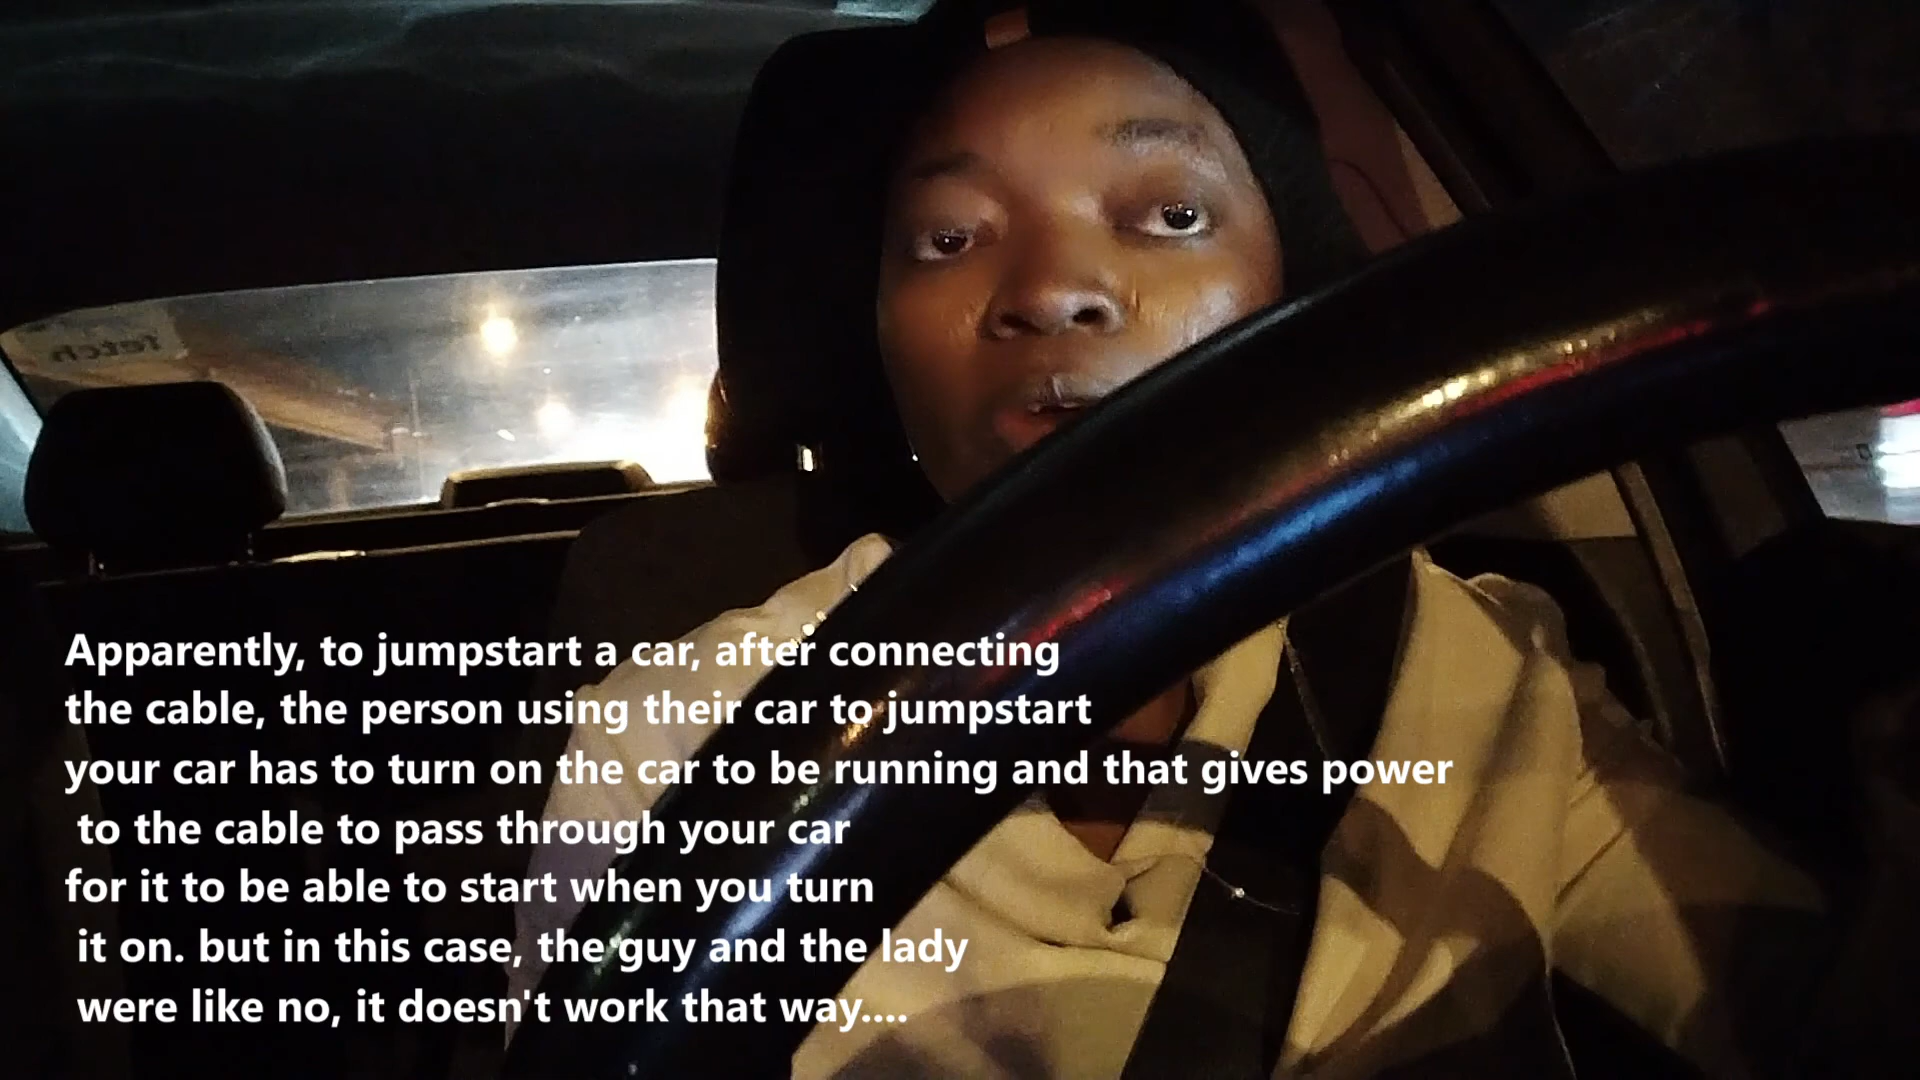 fetch
Apparently, to jumpstart a car, after connecting
the cable, the person using their car to jumpstart
your car has to turn on the car to be running and that gives power
to the cable to pass through your car
for it to be able to start when you turn
it on. but in this case, the guy and the lady
were like no, it doesn't work that way....